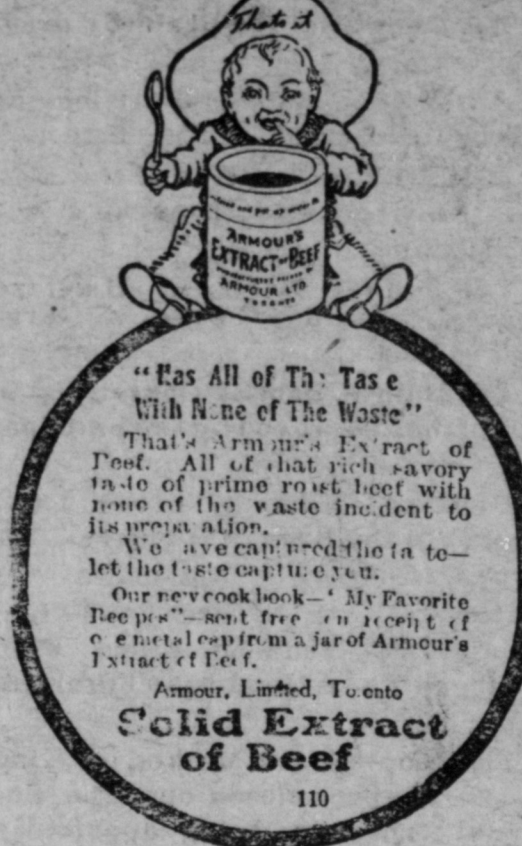 That's it
ARMOUR'S
EXTRACT OF BEEF
ARMOUR LTD.
TORONTO
"Has All of The Taste
With None of The Waste"
That's Armour's Extract of
Beef. All of that rich savory
taste of prime roast beef with
none of the waste incident to
its preparation.
We have captured the taste—
let the taste capture you.
Our new cook book—"My Favorite
Recipes"—sent free on receipt of
one metal cap from a jar of Armour's
Extract of Beef.
Armour, Limited, Toronto
Solid Extract
of Beef
110